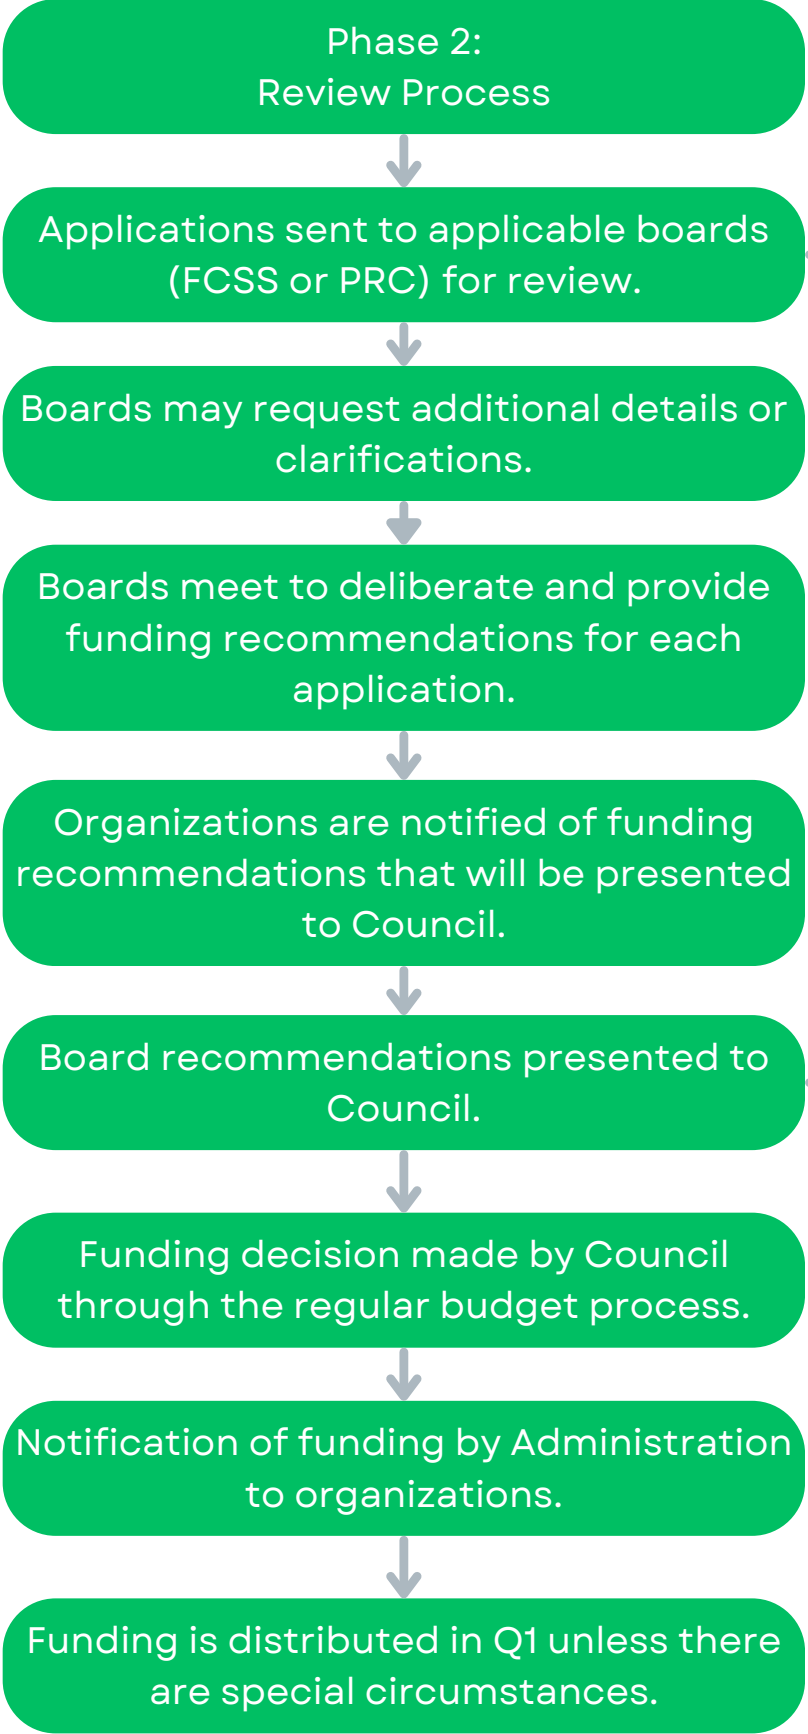 Phase 2:
Review Process
Applications sent to applicable boards
(FCSS or PRC) for review.
Boards may request additional details or
clarifications.
Boards meet to deliberate and provide
funding recommendations for each
application.
Organizations are notified of funding
recommendations that will be presented
to Council.
Board recommendations presented to
Council.
Funding decision made by Council
through the regular budget process.
Notification of funding by Administration
to organizations.
Funding is distributed in Q1 unless there
are special circumstances.